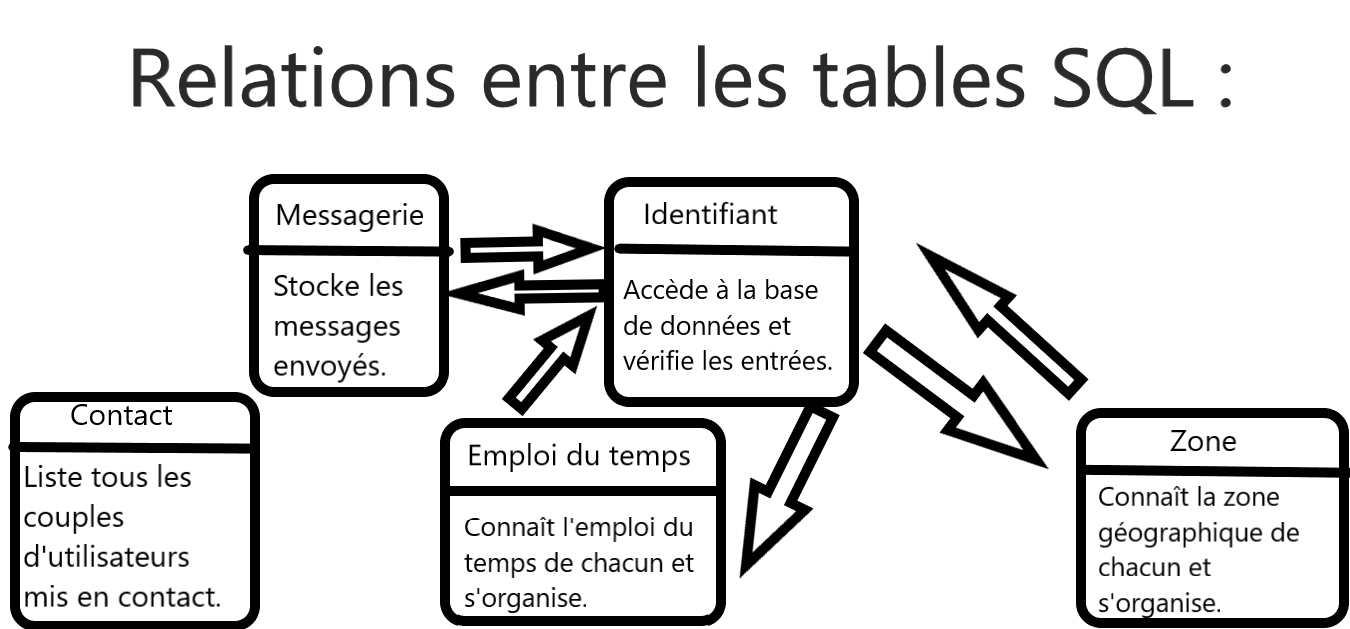 Relations entre les tables SQL :
Messagerie
Stocke les
messages
envoyés.
Identifiant
Accède à la base
de données et
vérifie les entrées.
Contact
Liste tous les
couples
d'utilisateurs
mis en contact.
Emploi du temps
Connaît l'emploi du
temps de chacun et
s'organise.
Zone
Connaît la zone
géographique de
chacun et
s'organise.